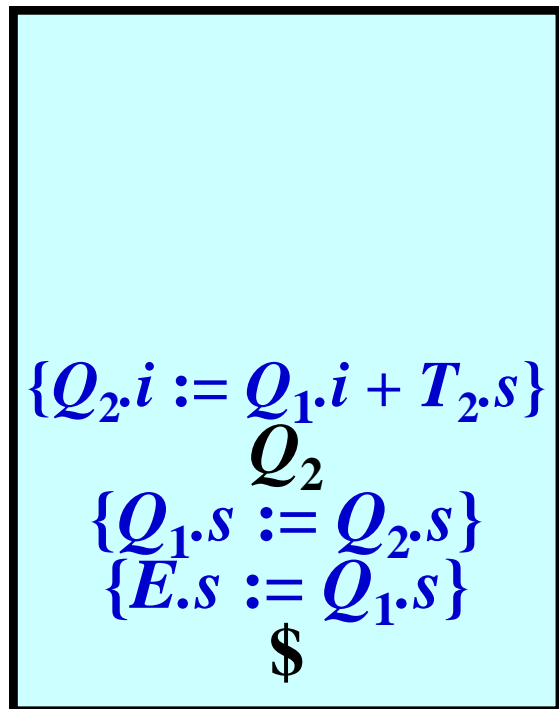 {Q₂.i := Q₁.i + T₂.s}
Q₂
{Q₁.s := Q₂.s}
{E.s := Q₁.s}
$